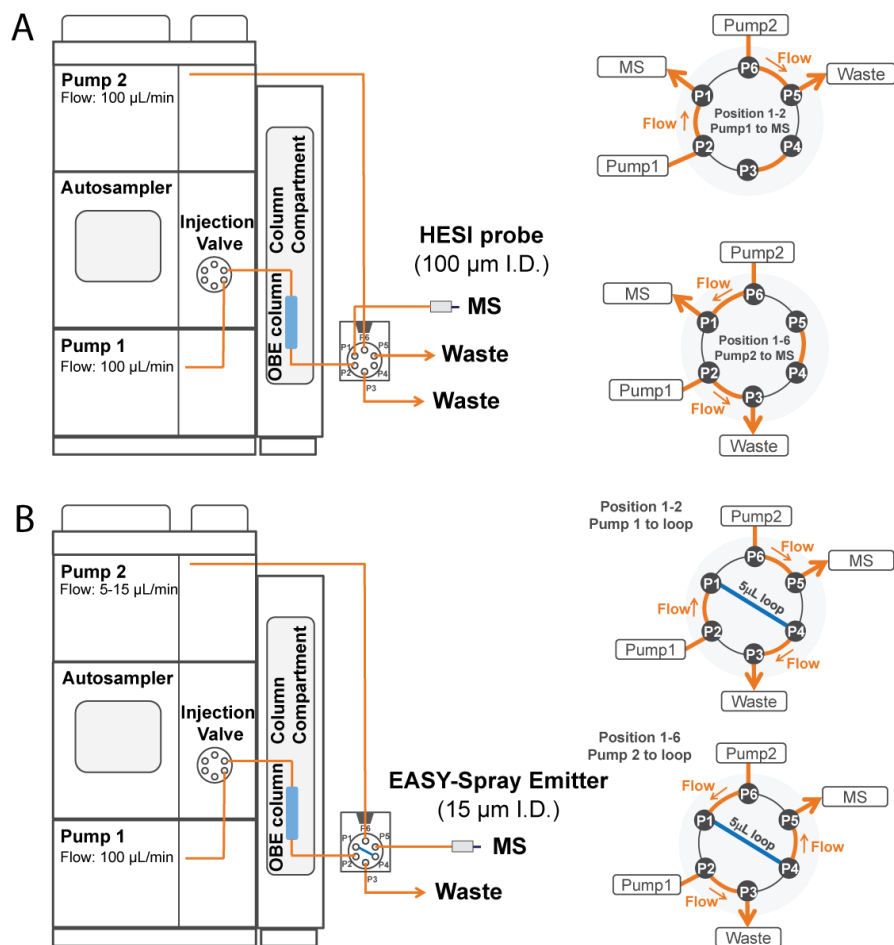 A
Pump 2
Flow: 100 µL/min
Autosampler
Injection
Valve
Pump 1
Flow: 100 µL/min
Column
Compartment
OBE column
HESI probe
(100 µm I.D.)
MS
Waste
Waste
P6
P1
P5
P2
P4
P3
Pump2
MS
Flow
Waste
P6
P1
P5
Flow
Position 1-2
Pump1 to MS
P2
P4
Pump1
P3
Pump2
Flow
MS
P6
P1
P5
Position 1-6
Pump2 to MS
P2
P4
Pump1
Flow
P3
Waste
B
Pump 2
Flow: 5-15 µL/min
Autosampler
Injection
Valve
Pump 1
Flow: 100 µL/min
Column
Compartment
OBE column
EASY-Spray Emitter
(15 µm I.D.)
MS
Waste
P6
P1
P5
P2
P4
P3
Position 1-2
Pump 1 to loop
Pump2
Flow
MS
P6
P1
P5
5µL loop
Flow
P2
P4
Pump1
P3
Flow
Waste
Position 1-6
Pump 2 to loop
Pump2
Flow
MS
P6
P1
P5
5µL loop
Flow
P2
P4
Pump1
Flow
P3
Waste